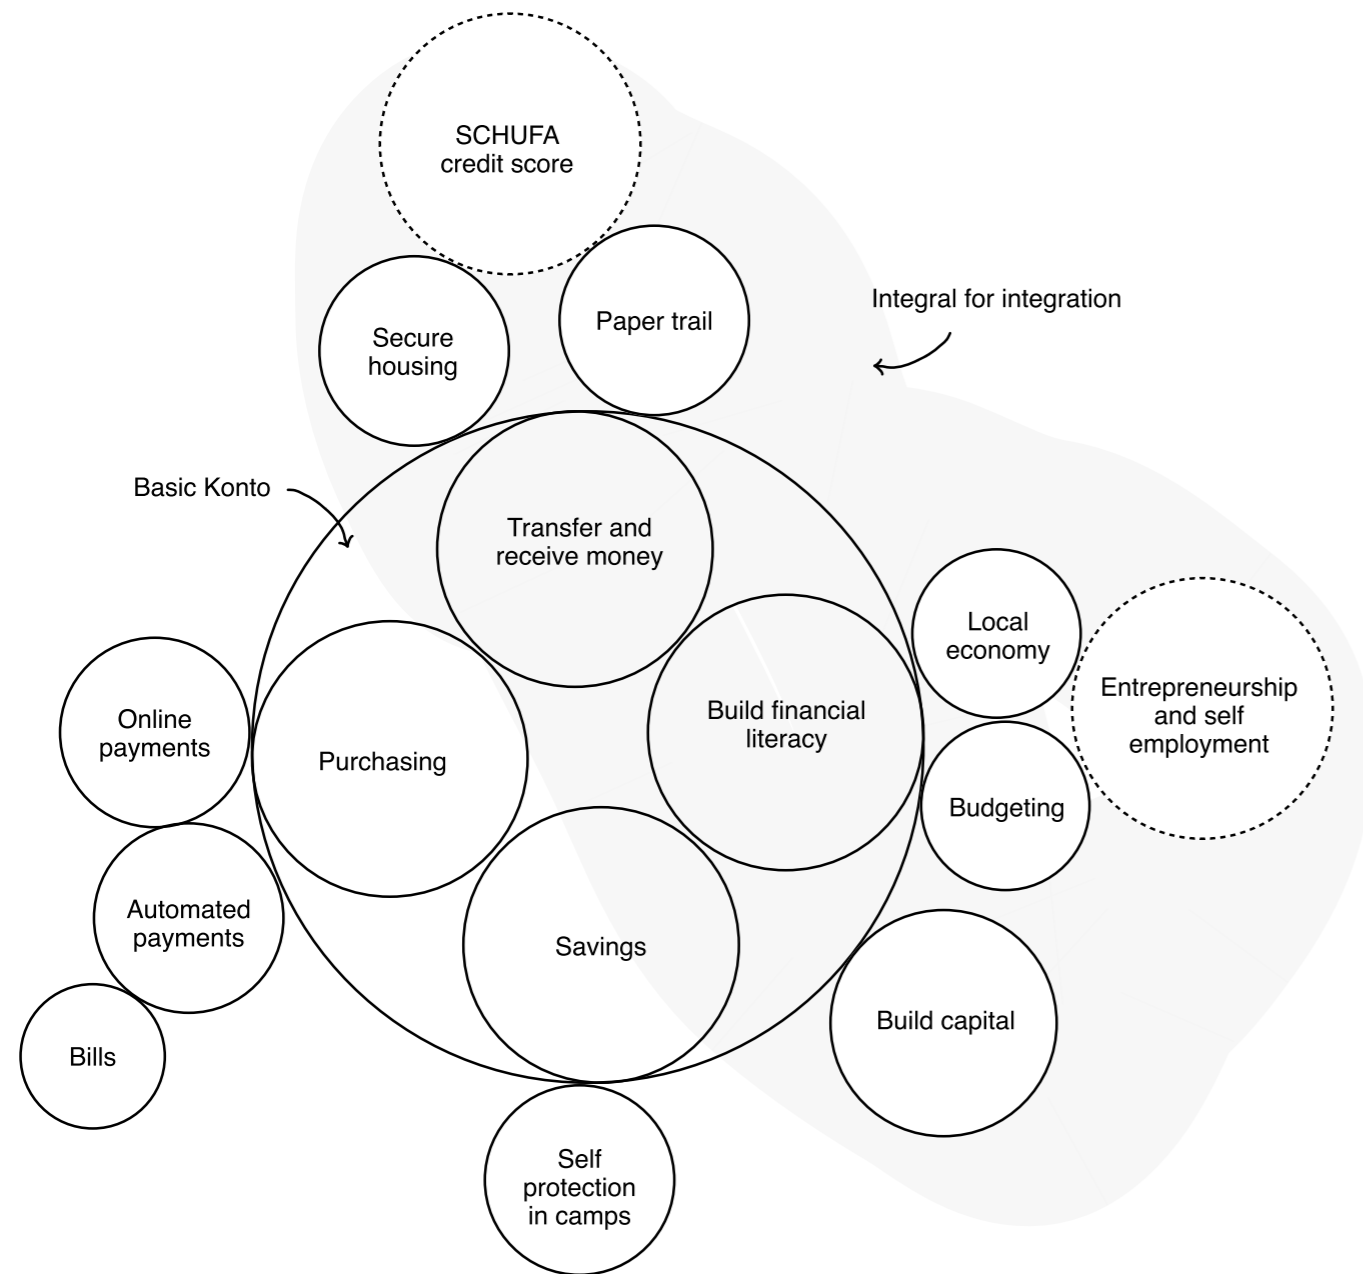 SCHUFA
credit score
Paper trail
Secure
housing
Integral for integration
Basic Konto
Transfer and
receive money
Local
economy
Entrepreneurship
and self
employment
Build financial
literacy
Online
payments
Purchasing
Budgeting
Automated
payments
Savings
Build capital
Bills
Self
protection
in camps